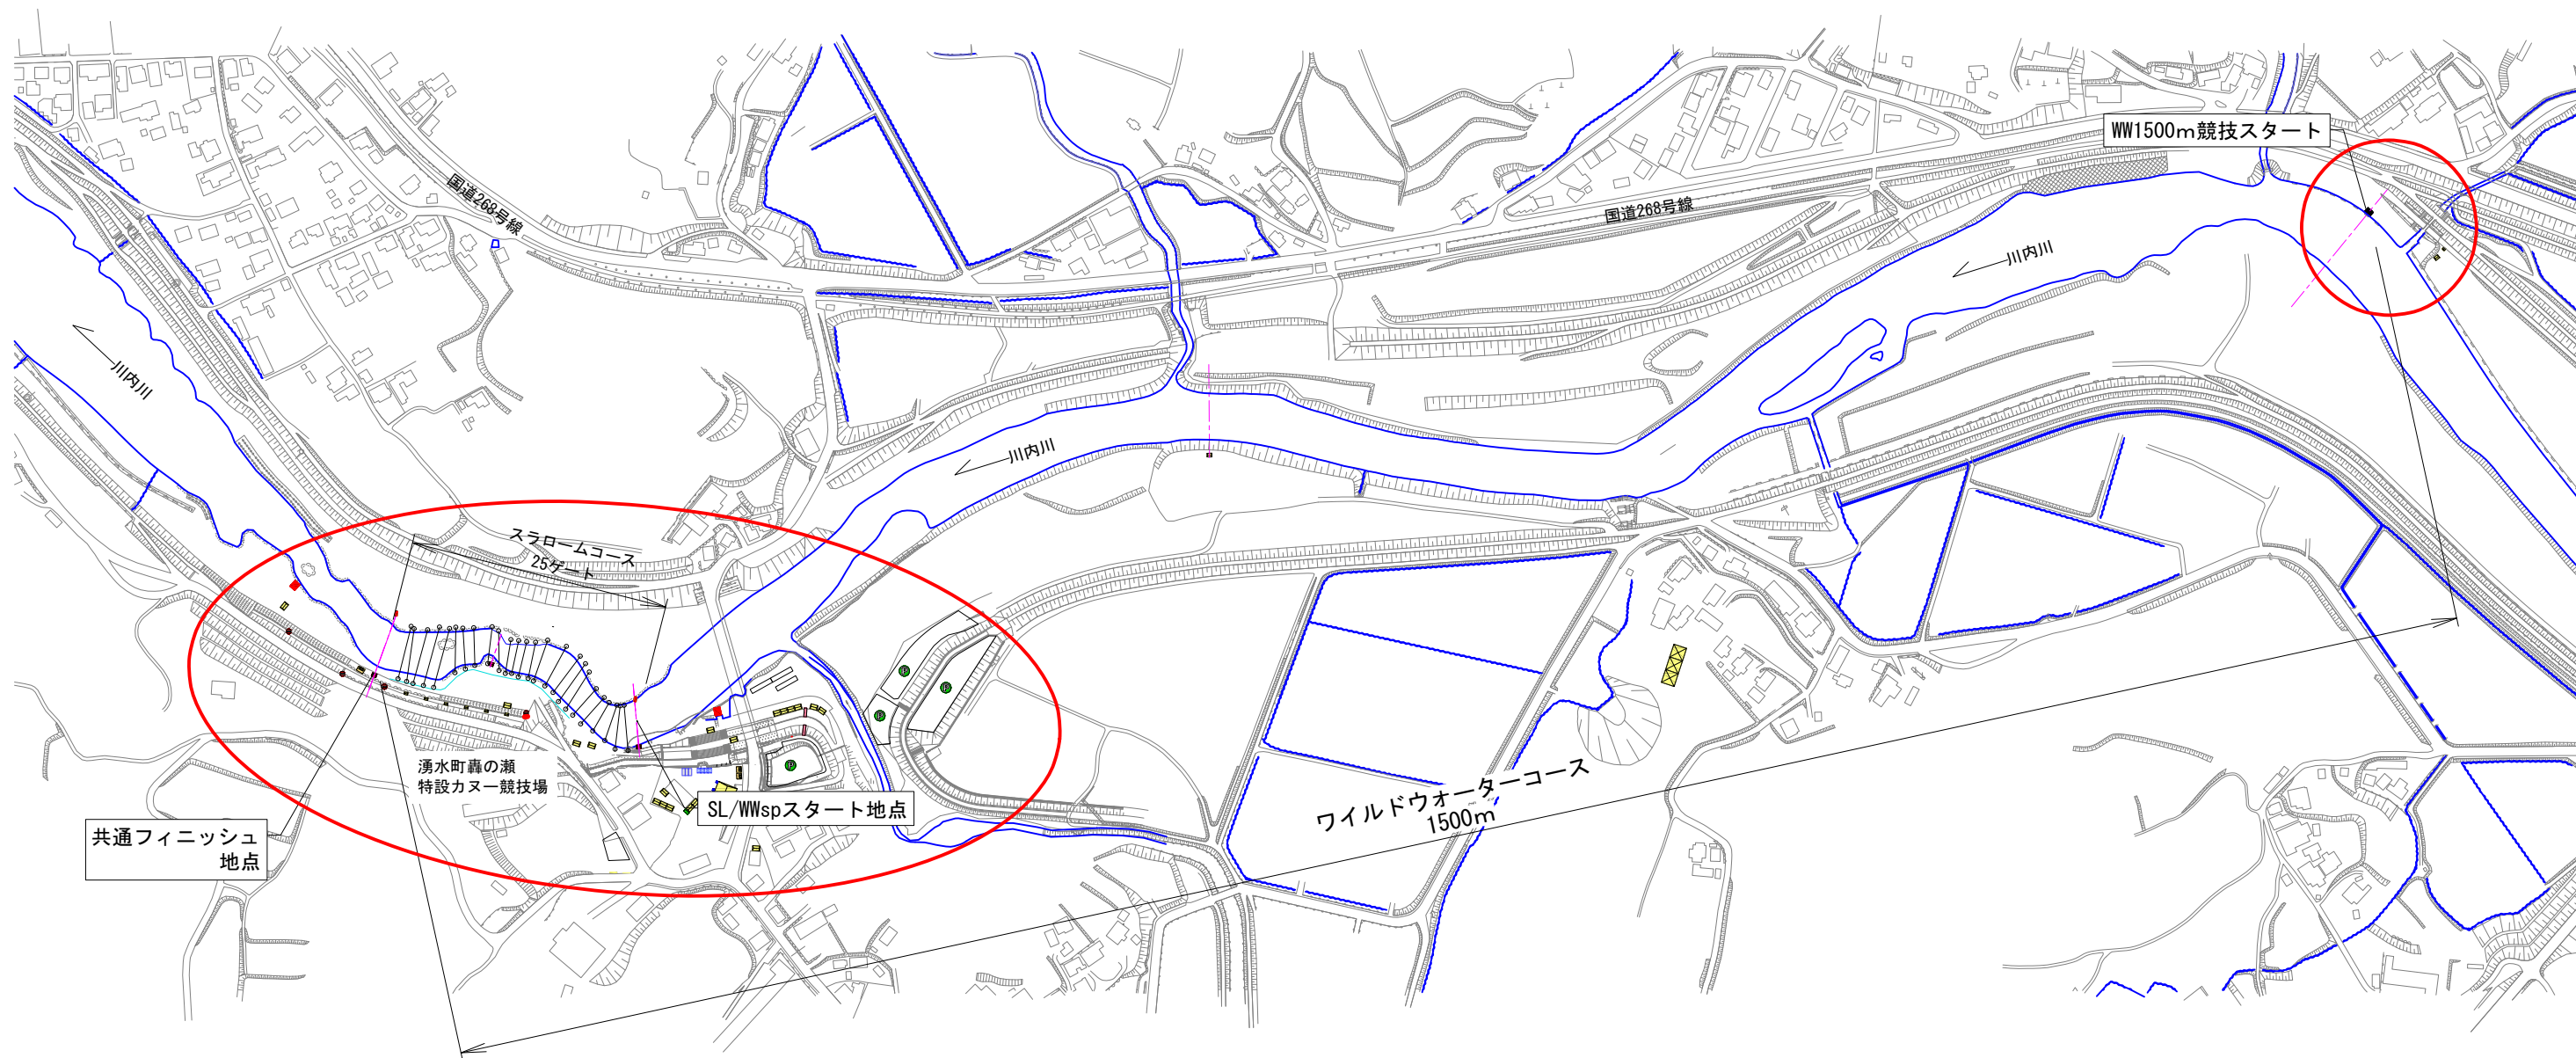 WW1500m競技スタート
国道268号線
国道268号線
川内川
川内川
川内川
スラロームコース
25ゲート
湧水町轟の瀬
特設カヌー競技場
SL/WWspスタート地点
共通フィニッシュ
地点
ワイルドウォーターコース
1500m
P
P
P
P